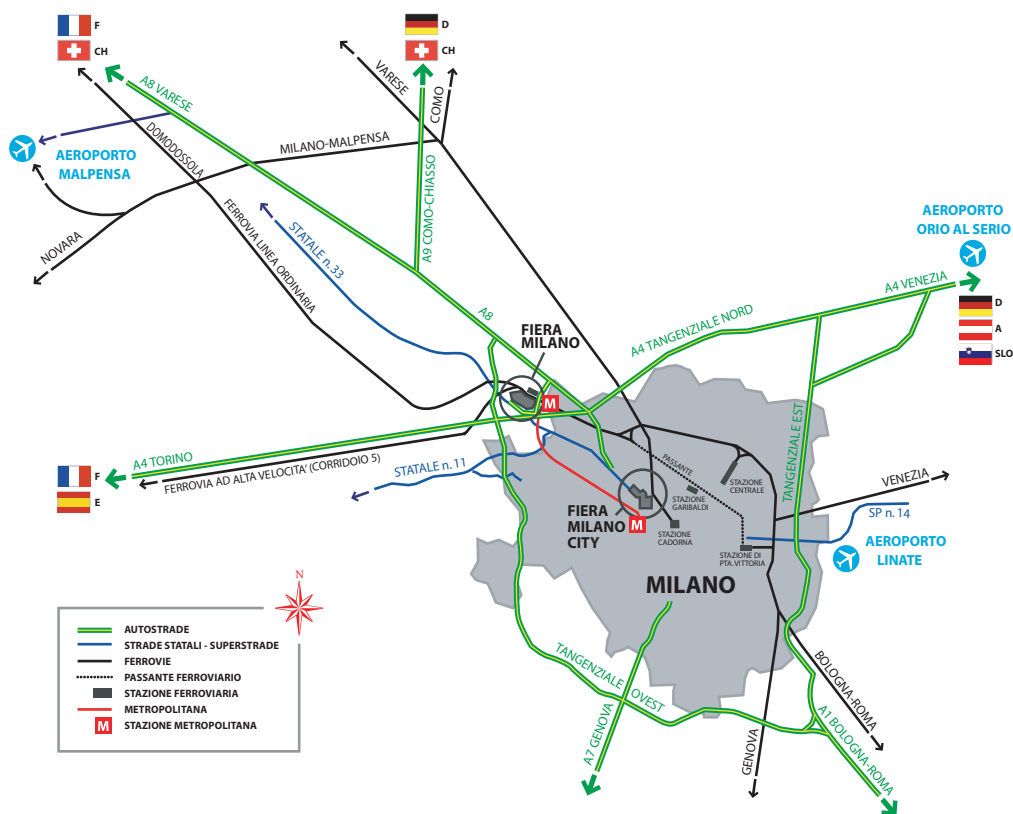 F
CH
D
CH
A8 VARESE
VARESE
COMO
DOMODOSSOLA
MILANO-MALPENSA
AEROPORTO
MALPENSA
A9 COMO-CHIASSO
NOVARA
FERROVIA LINEA ORDINARIA
STATALE n.33
AEROPORTO
ORIO AL SERIO
A4 VENEZIA
D
A
SLO
A8
A4 TANGENZIALE NORD
FIERA
MILANO
M
TANGENZIALE EST
A4 TORINO
F
E
FERROVIA AD ALTA VELOCITA' (CORRIDOIO 5)
STATALE n. 11
PASSANTE
STAZIONE
CENTRALE
STAZIONE
GARIBALDI
VENEZIA
SP n. 14
FIERA
MILANO
CITY
M
STAZIONE
CADORNA
STAZIONE DI
PTA. VITTORIA
AEROPORTO
LINATE
MILANO
N
AUTOSTRADE
STRADE STATALI - SUPERSTRADE
FERROVIE
PASSANTE FERROVIARIO
STAZIONE FERROVIARIA
METROPOLITANA
M
STAZIONE METROPOLITANA
TANGENZIALE OVEST
A7 GENOVA
GENOVA
BOLOGNA-ROMA
A1 BOLOGNA-ROMA